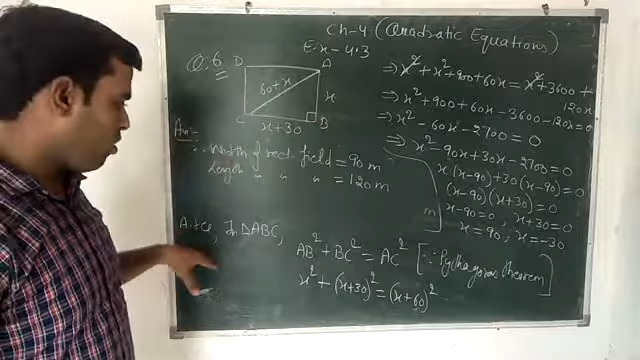 Ch-4 (Quadratic Equations)
Ex-4.3
Q.6
D A
60+x x
C B
x+30
Ans:-
∴ Width of rect. field = 90 m
Length " " " = 120 m
A.t.Q, In ΔABC,
AB² + BC² = AC² [∵ Pythagoras theorem]
x² + (x+30)² = (x+60)²
⇒ x² + x² + 900 + 60x = x² + 3600 + 120x
⇒ x² + 900 + 60x - 3600 - 120x = 0
⇒ x² - 60x - 2700 = 0
⇒ x² - 90x + 30x - 2700 = 0
x(x-90) + 30(x-90) = 0
(x-90)(x+30) = 0
x-90=0, x+30=0
x = 90, x = -30
m